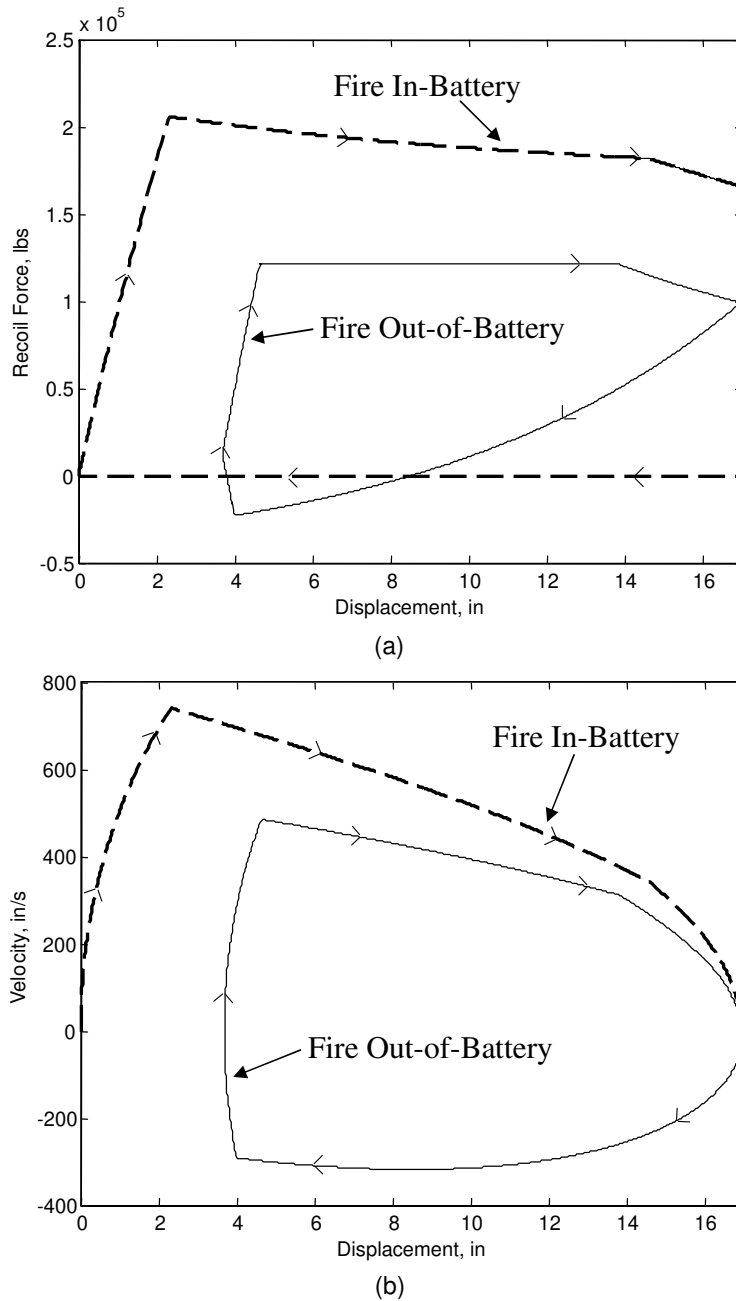 x 10^5
2.5
2
1.5
1
0.5
0
-0.5
Recoil Force, lbs
Fire In-Battery
Fire Out-of-Battery
0 2 4 6 8 10 12 14 16
Displacement, in
(a)
800
600
400
200
0
-200
-400
Velocity, in/s
Fire In-Battery
Fire Out-of-Battery
0 2 4 6 8 10 12 14 16
Displacement, in
(b)